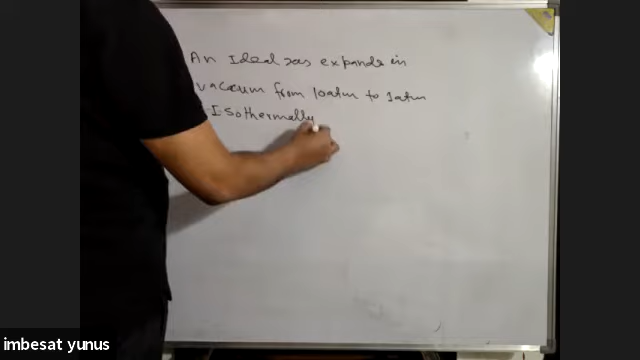 An Ideal gas expands in
vacuum from 10atm to 1atm
Isothermally
imbesat yunus